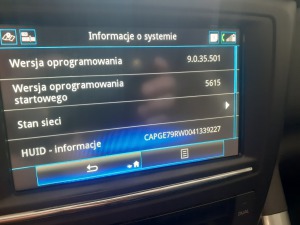 Informacje o systemie
Wersja oprogramowania 9.0.35.501
Wersja oprogramowania startowego 5615
Stan sieci
HUID - informacje CAPGE79RW0041339227